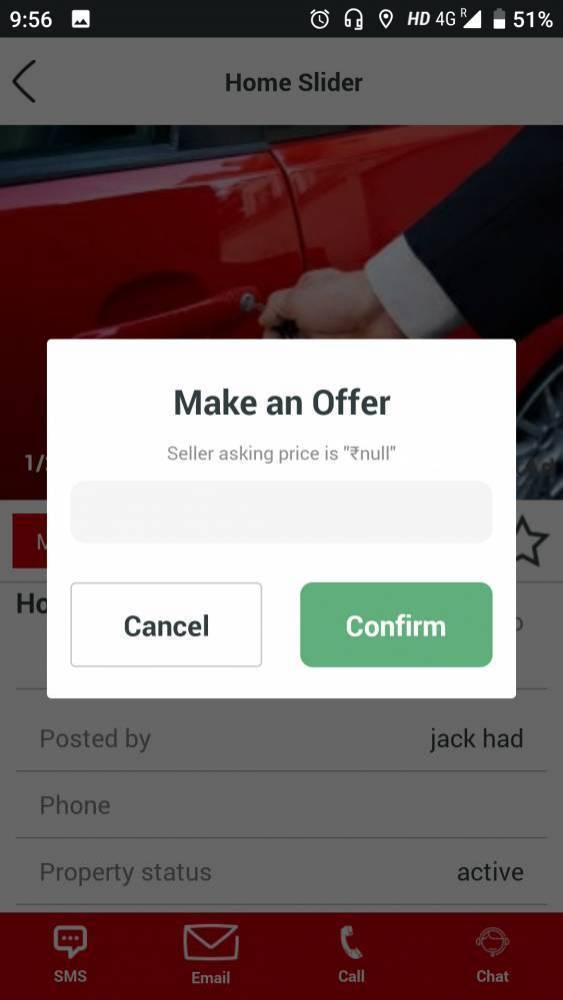 9:56 HD 4G R 51%
Home Slider
Make an Offer
Seller asking price is "₹null"
1/
M
Ho
Cancel
Confirm
Posted by jack had
Phone
Property status active
SMS Email Call Chat